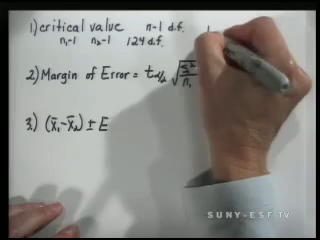 1) critical value n-1 d.f.
n₁-1 n₂-1 124 d.f.
2) Margin of Error = t α/2 √ s₁²/n₁
3.) (x̄₁-x̄₂) ± E
SUNY-ESF TV